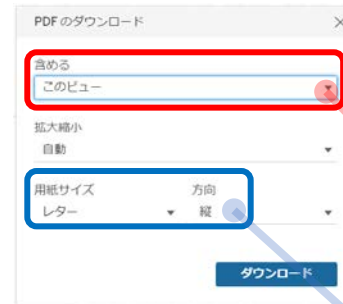 PDF のダウンロード
含める
このビュー
拡大縮小
自動
用紙サイズ 方向
レター 縦
ダウンロード